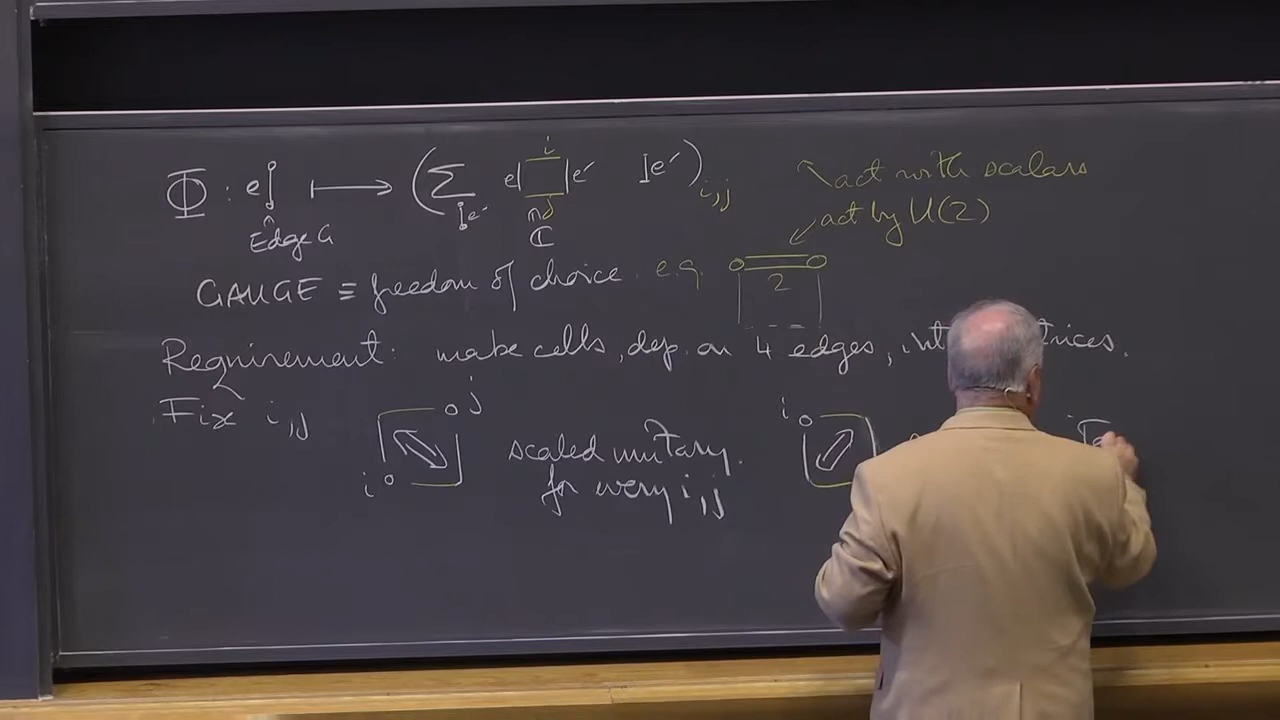 Φ : e ↦ ( ∑ e i e′ e′ ) i,j
e′ j
Edge G ∩ ℂ
act with scalars
act by U(2)
GAUGE ≡ freedom of choice. e.g. 2
Requirement: make cells, dep. on 4 edges,
Fix i,j j i scaled unitary. i
for every i,j